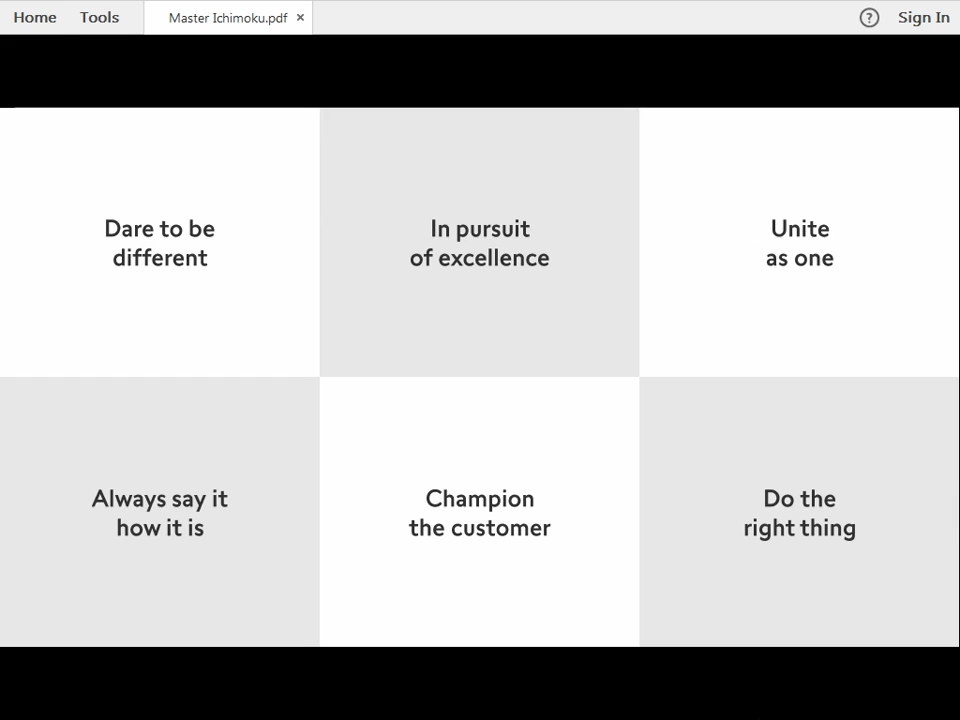 Home Tools Master Ichimoku.pdf × ? Sign In
Dare to be
different
In pursuit
of excellence
Unite
as one
Always say it
how it is
Champion
the customer
Do the
right thing